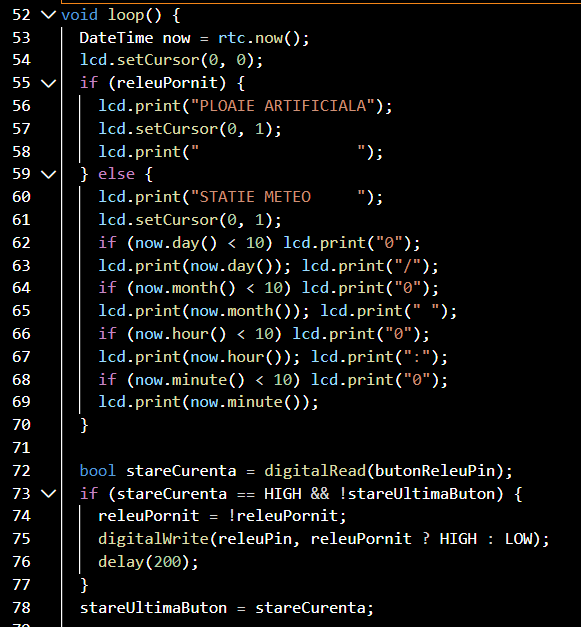 52 void loop() {
53 DateTime now = rtc.now();
54 lcd.setCursor(0, 0);
55 if (releuPornit) {
56 lcd.print("PLOAIE ARTIFICIALA");
57 lcd.setCursor(0, 1);
58 lcd.print("                ");
59 } else {
60 lcd.print("STATIE METEO     ");
61 lcd.setCursor(0, 1);
62 if (now.day() < 10) lcd.print("0");
63 lcd.print(now.day()); lcd.print("/");
64 if (now.month() < 10) lcd.print("0");
65 lcd.print(now.month()); lcd.print(" ");
66 if (now.hour() < 10) lcd.print("0");
67 lcd.print(now.hour()); lcd.print(":");
68 if (now.minute() < 10) lcd.print("0");
69 lcd.print(now.minute());
70 }
71
72 bool stareCurenta = digitalRead(butonReleuPin);
73 if (stareCurenta == HIGH && !stareUltimaButon) {
74 releuPornit = !releuPornit;
75 digitalWrite(releuPin, releuPornit ? HIGH : LOW);
76 delay(200);
77 }
78 stareUltimaButon = stareCurenta;